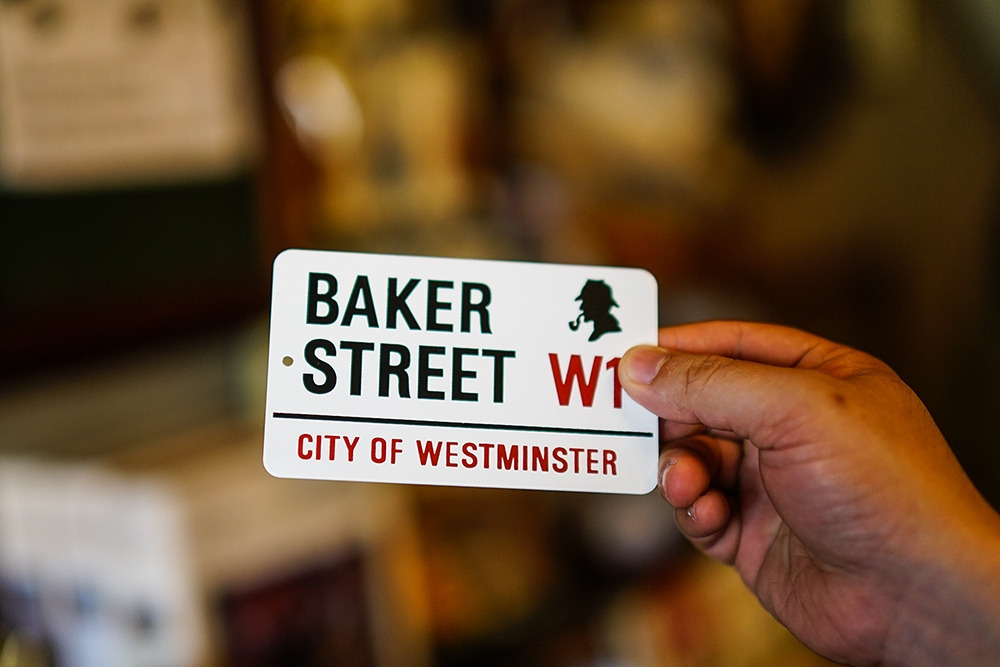 BAKER
STREET W1
CITY OF WESTMINSTER